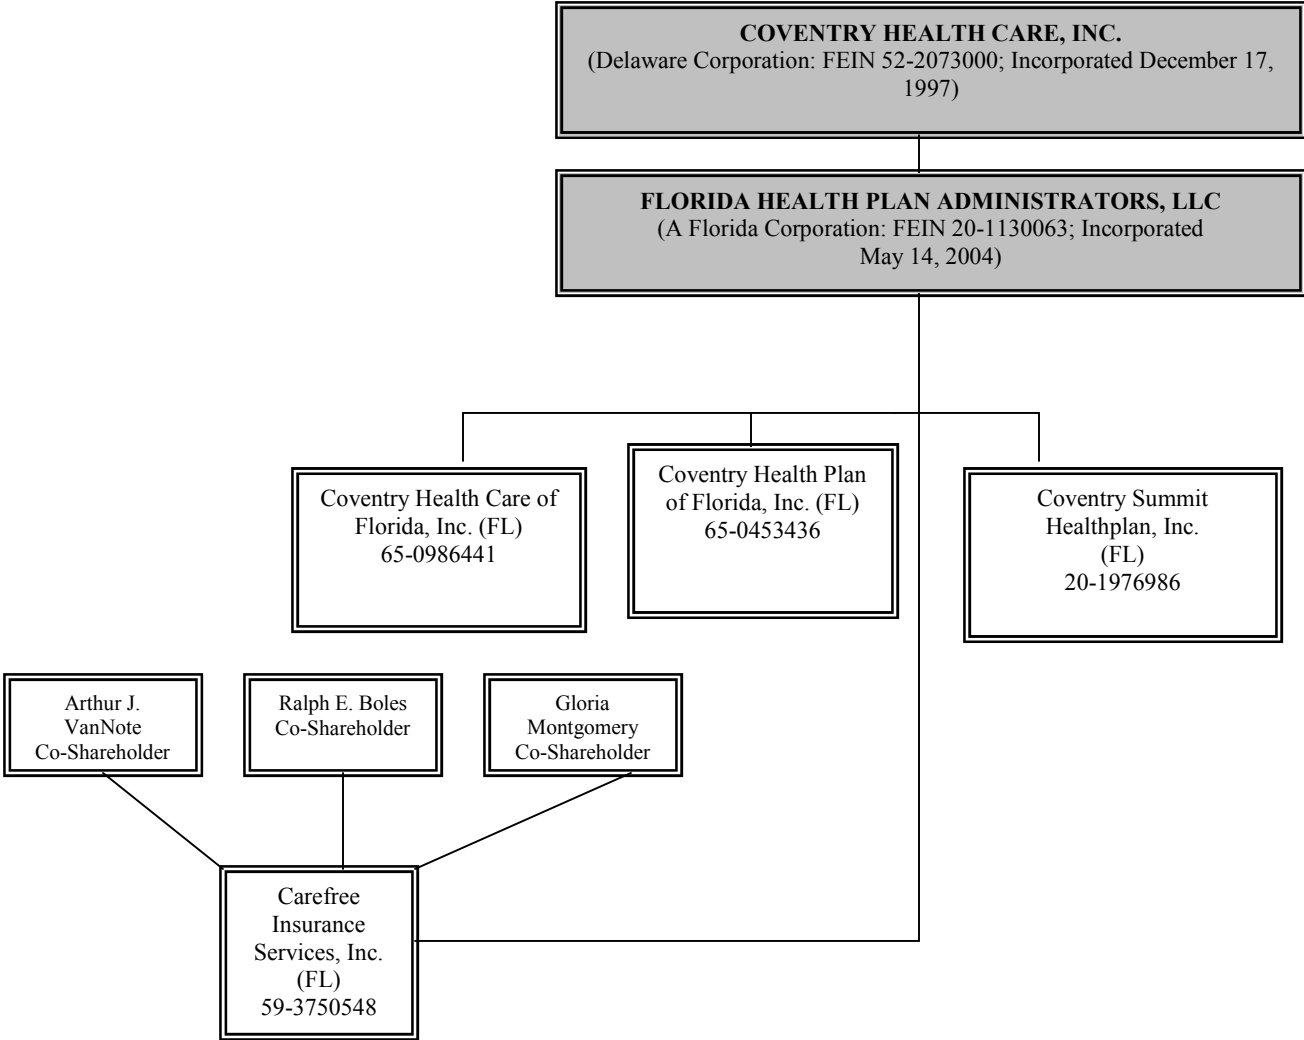 COVENTRY HEALTH CARE, INC.
(Delaware Corporation: FEIN 52-2073000; Incorporated December 17,
1997)
FLORIDA HEALTH PLAN ADMINISTRATORS, LLC
(A Florida Corporation: FEIN 20-1130063; Incorporated
May 14, 2004)
Coventry Health Care of
Florida, Inc. (FL)
65-0986441
Coventry Health Plan
of Florida, Inc. (FL)
65-0453436
Coventry Summit
Healthplan, Inc.
(FL)
20-1976986
Arthur J.
VanNote
Co-Shareholder
Ralph E. Boles
Co-Shareholder
Gloria
Montgomery
Co-Shareholder
Carefree
Insurance
Services, Inc.
(FL)
59-3750548